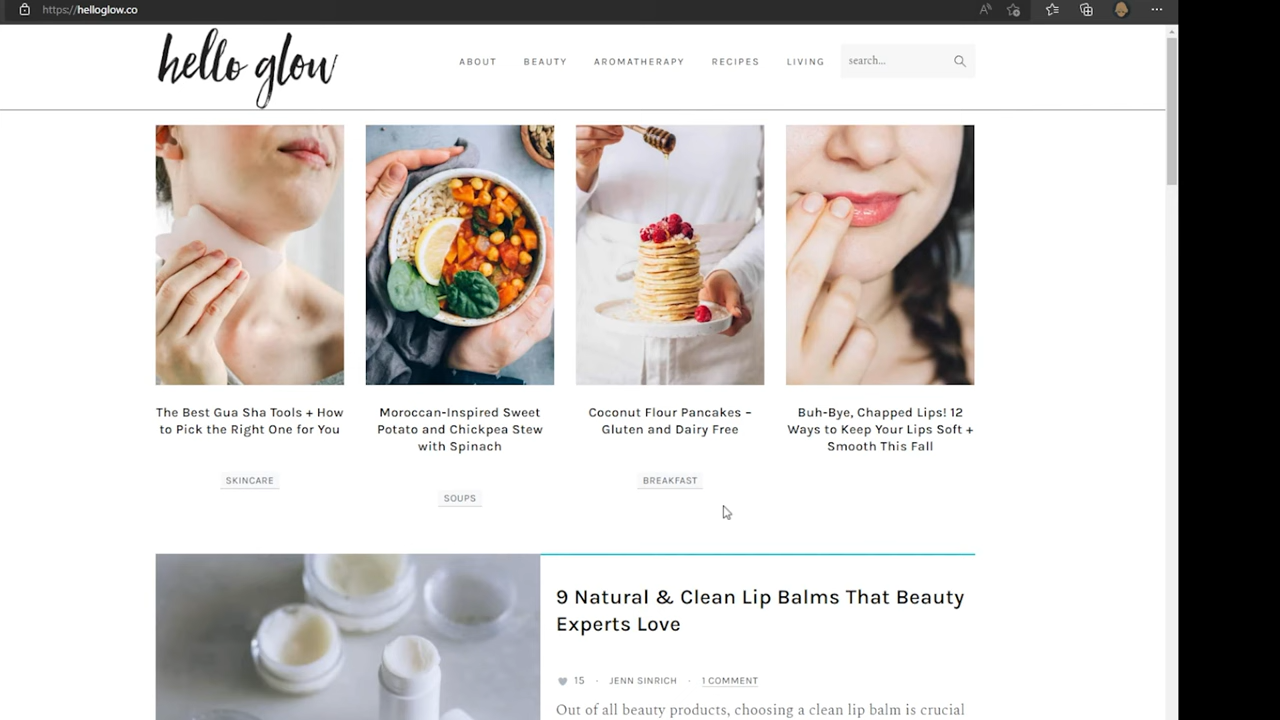 https://helloglow.co
hello glow
ABOUT BEAUTY AROMATHERAPY RECIPES LIVING search...
The Best Gua Sha Tools + How
to Pick the Right One for You
SKINCARE
Moroccan-Inspired Sweet
Potato and Chickpea Stew
with Spinach
SOUPS
Coconut Flour Pancakes –
Gluten and Dairy Free
BREAKFAST
Buh-Bye, Chapped Lips! 12
Ways to Keep Your Lips Soft +
Smooth This Fall
9 Natural & Clean Lip Balms That Beauty
Experts Love
15 · JENN SINRICH · 1 COMMENT
Out of all beauty products, choosing a clean lip balm is crucial